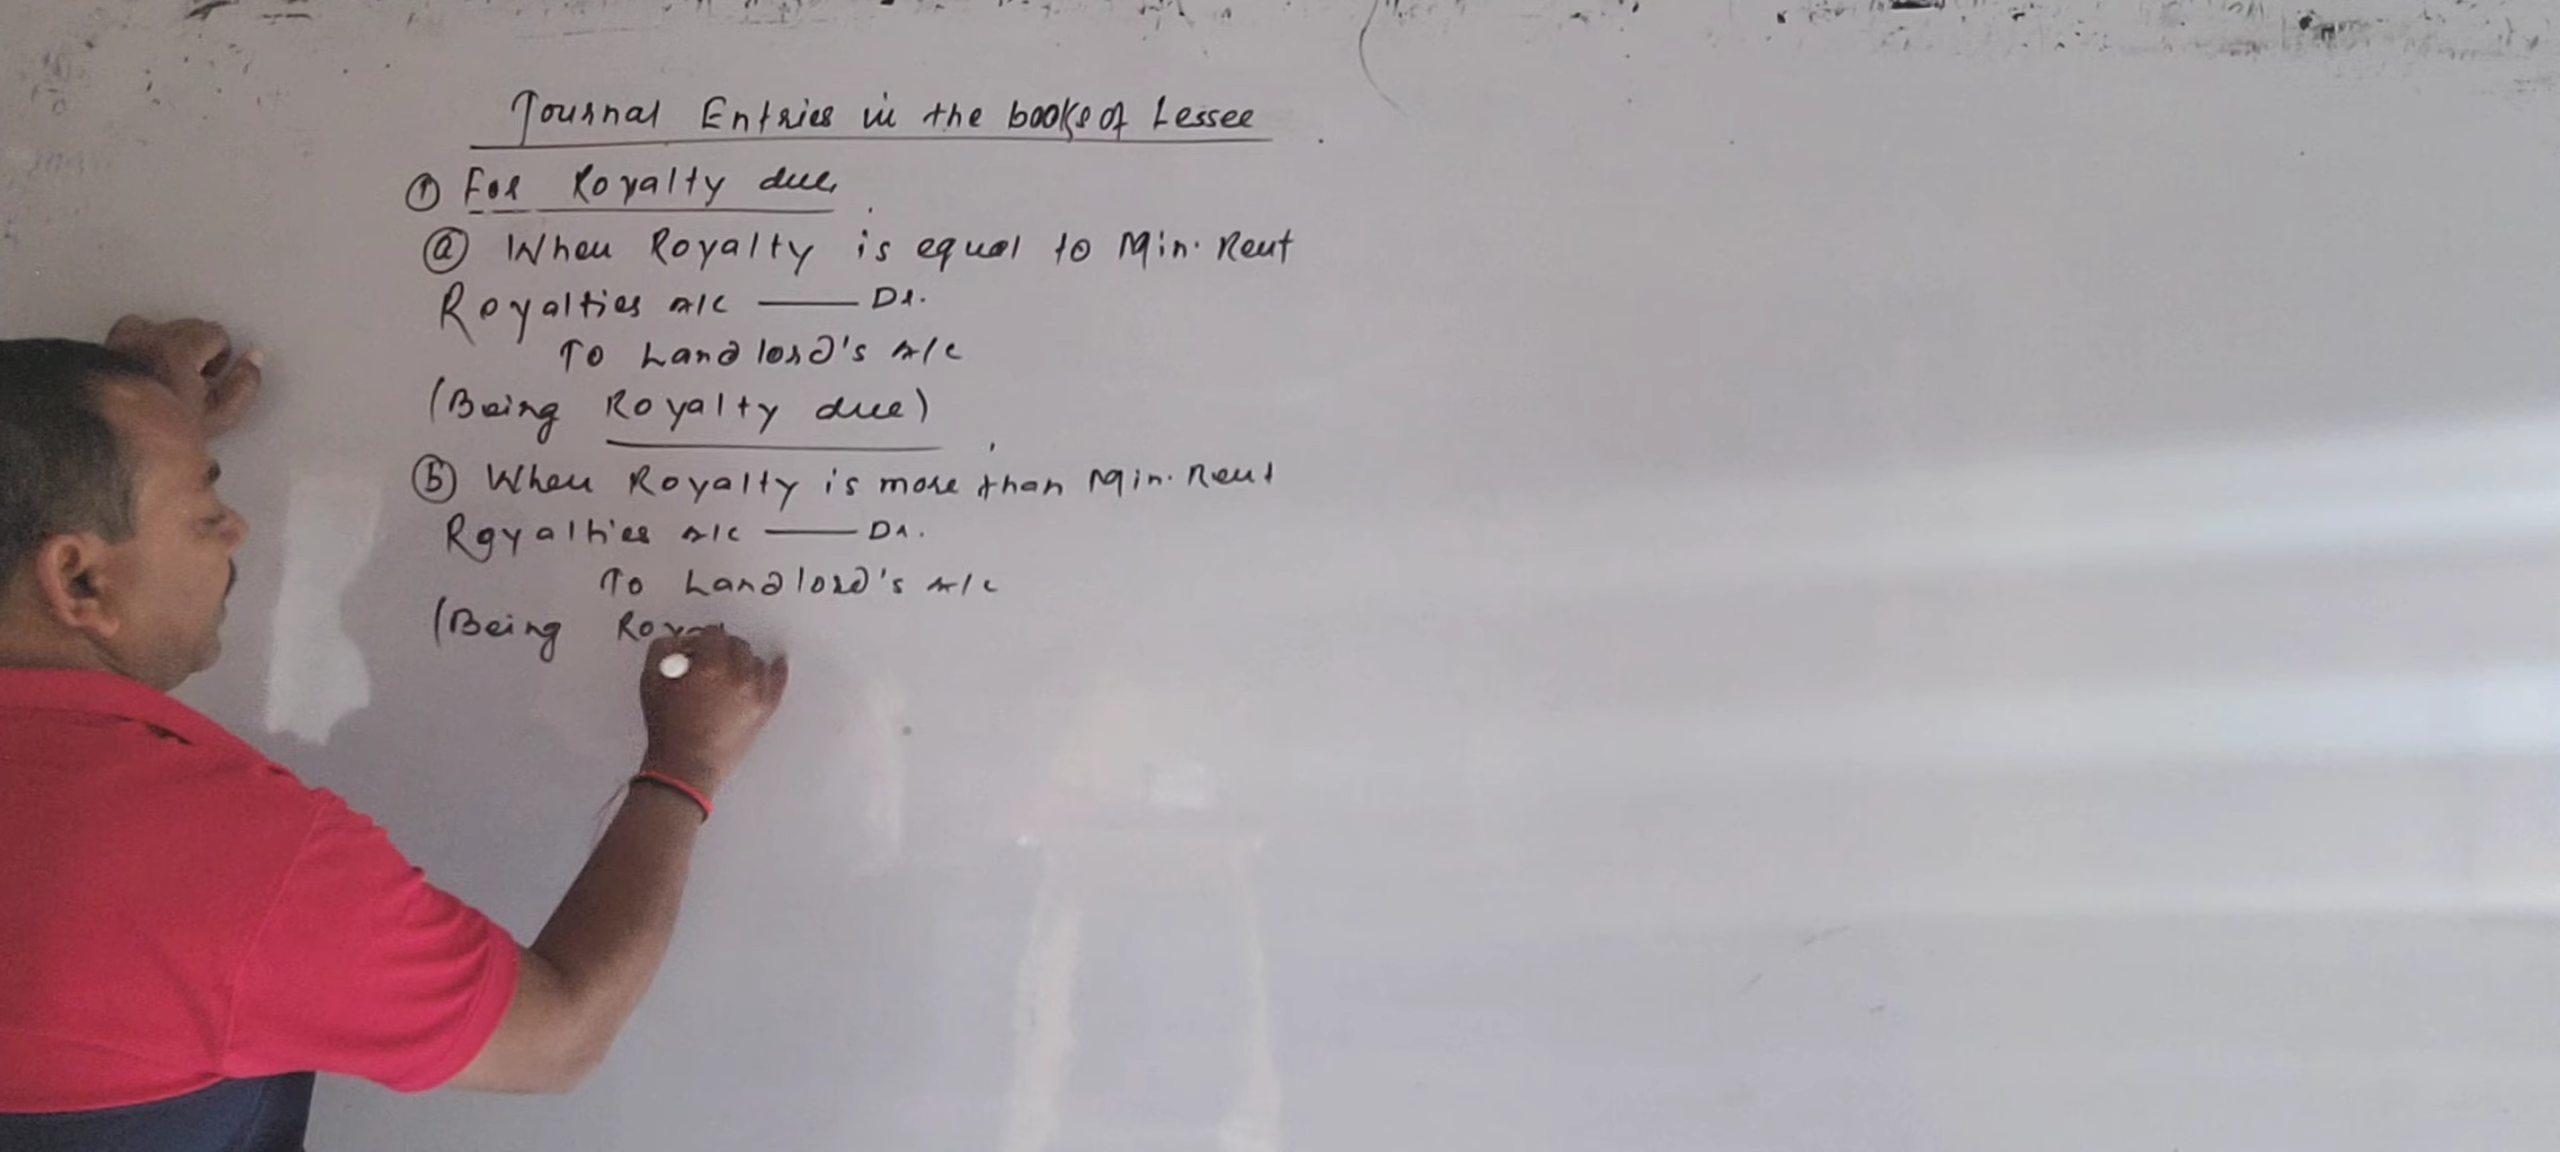 Journal Entries in the books of Lessee
① For Royalty due
ⓐ When Royalty is equal to Min. Rent
Royalties A/c —— Dr.
To Landlord's A/c
(Being Royalty due)
ⓑ When Royalty is more than Min. Rent
Royalties A/c —— Dr.
To Landlord's A/c
(Being